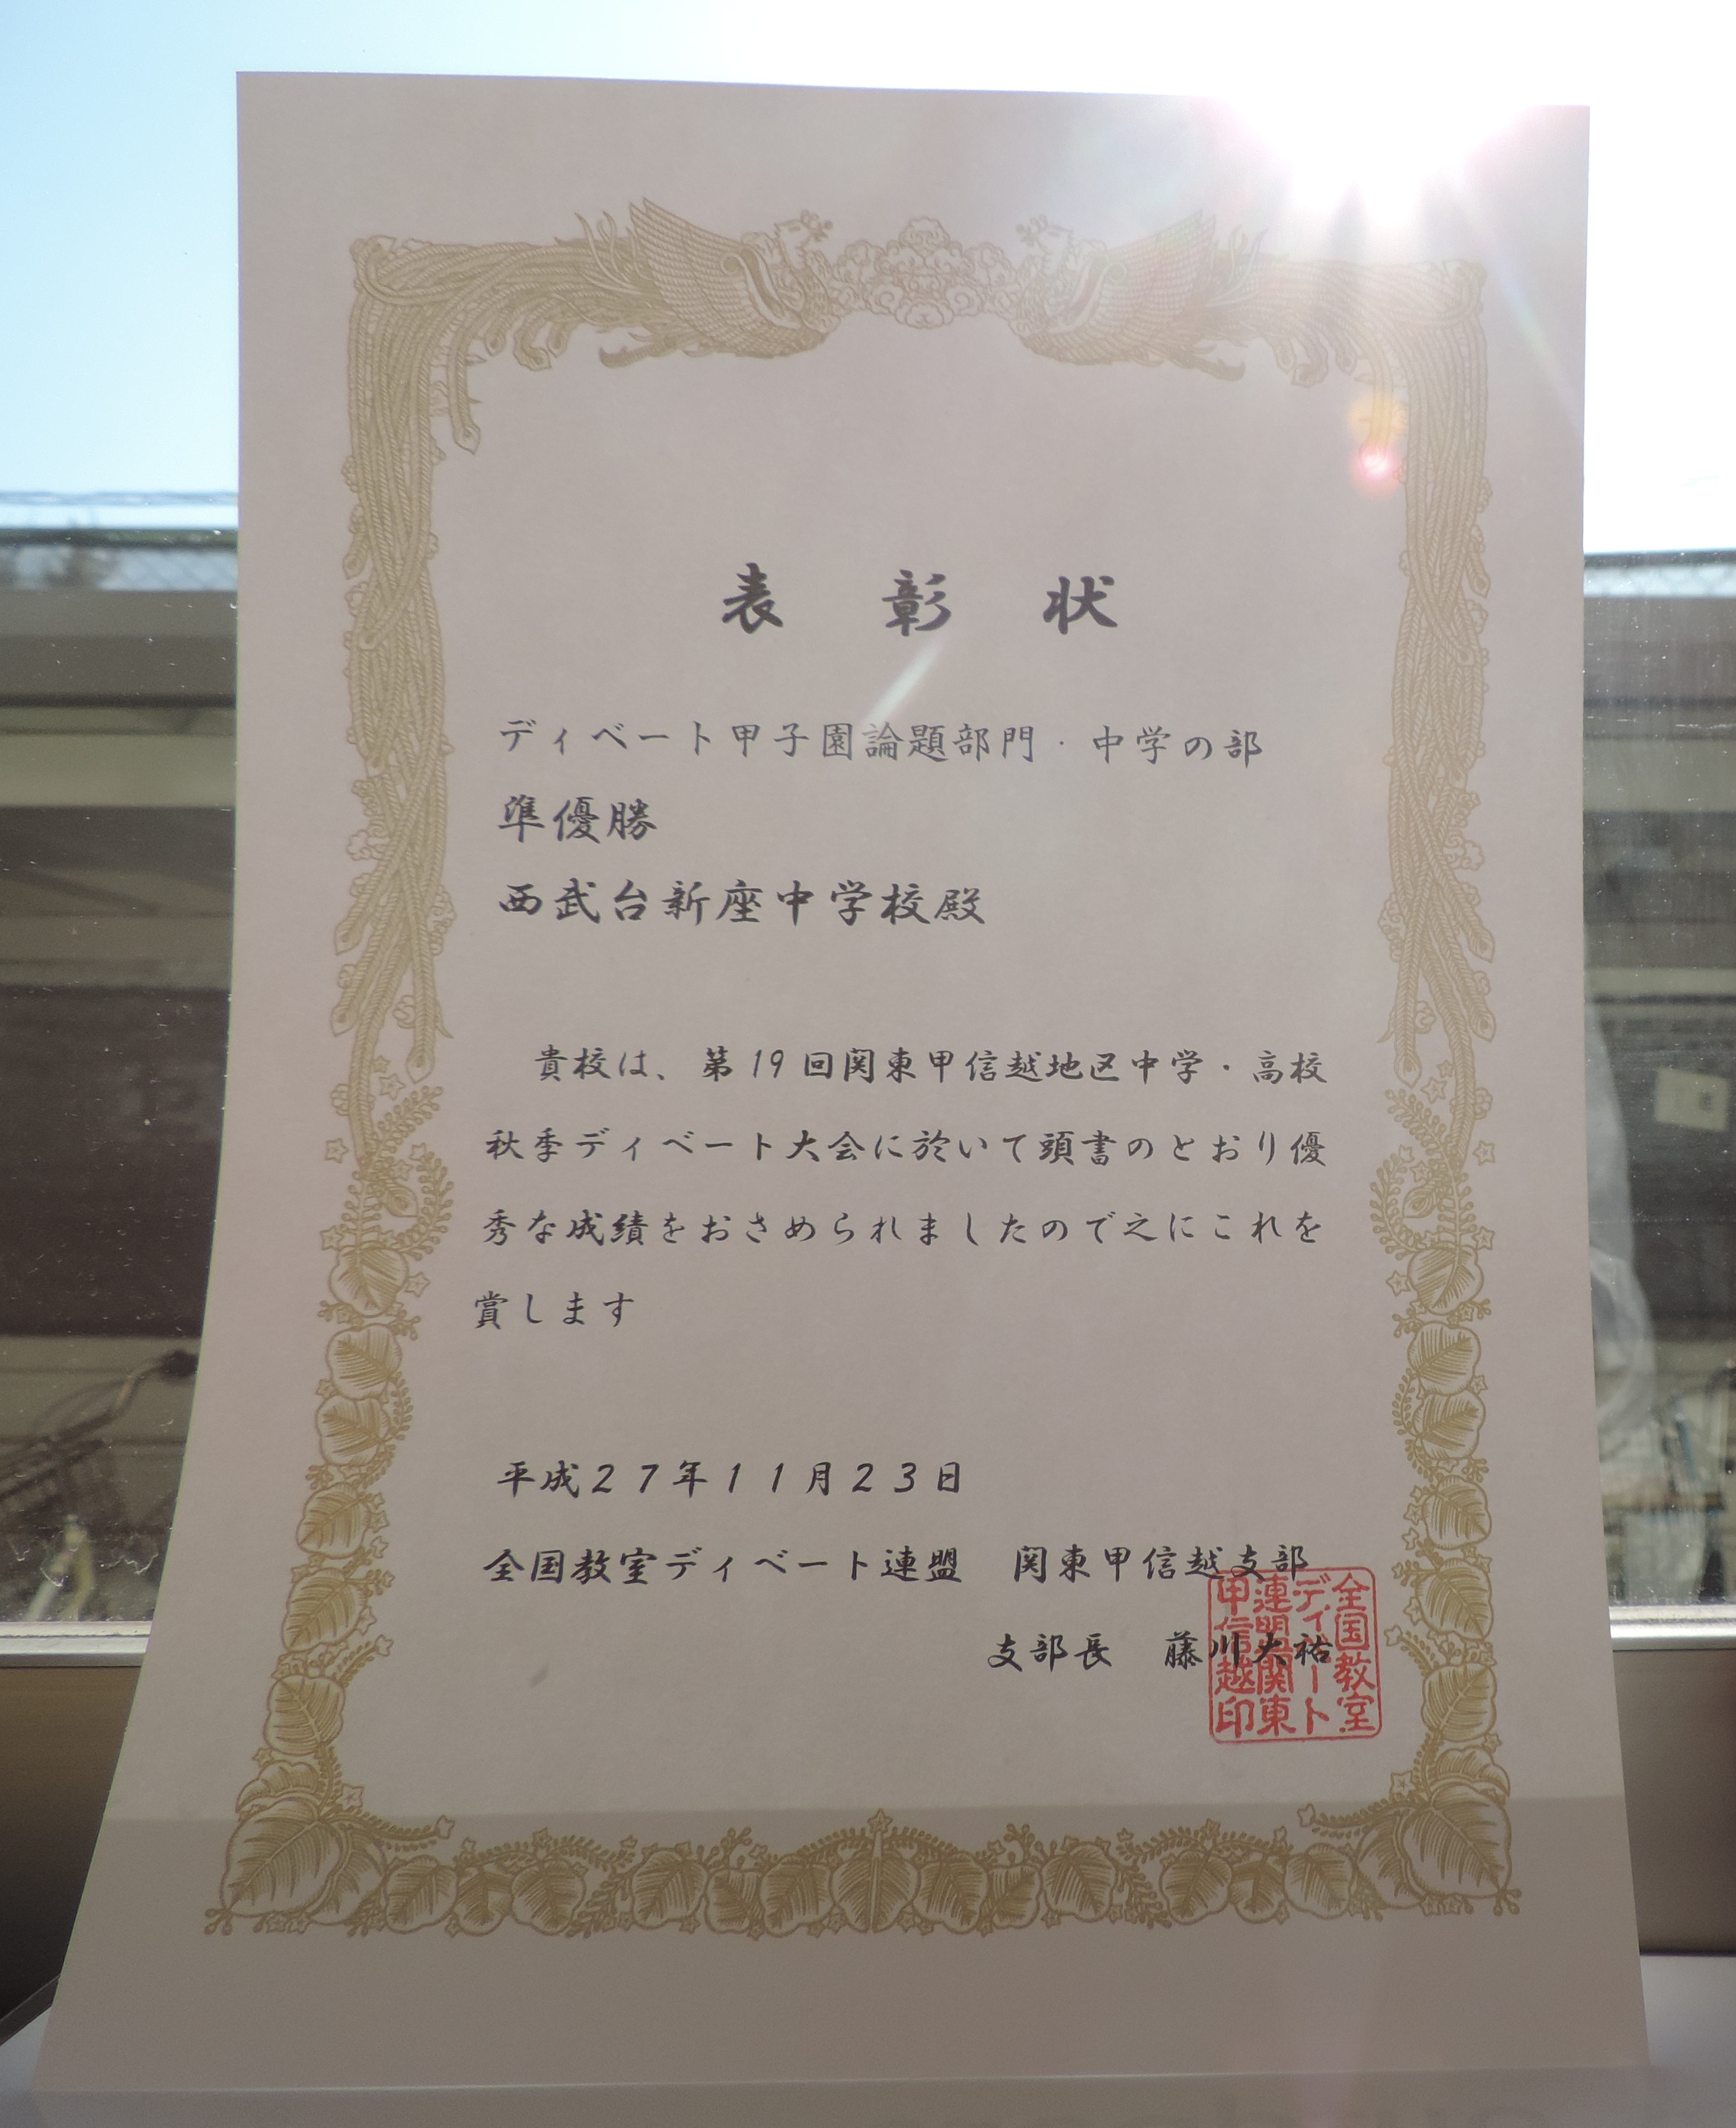 表彰状
ディベート甲子園論題部門・中学の部
準優勝
西武台新座中学校殿
貴校は、第19回関東甲信越地区中学・高校
秋季ディベート大会に於いて頭書のとおり優
秀な成績をおさめられましたので之にこれを
賞します
平成27年11月23日
全国教室ディベート連盟 関東甲信越支部
支部長 藤川大祐
全国教室
ディベート
連盟関東
甲信越印